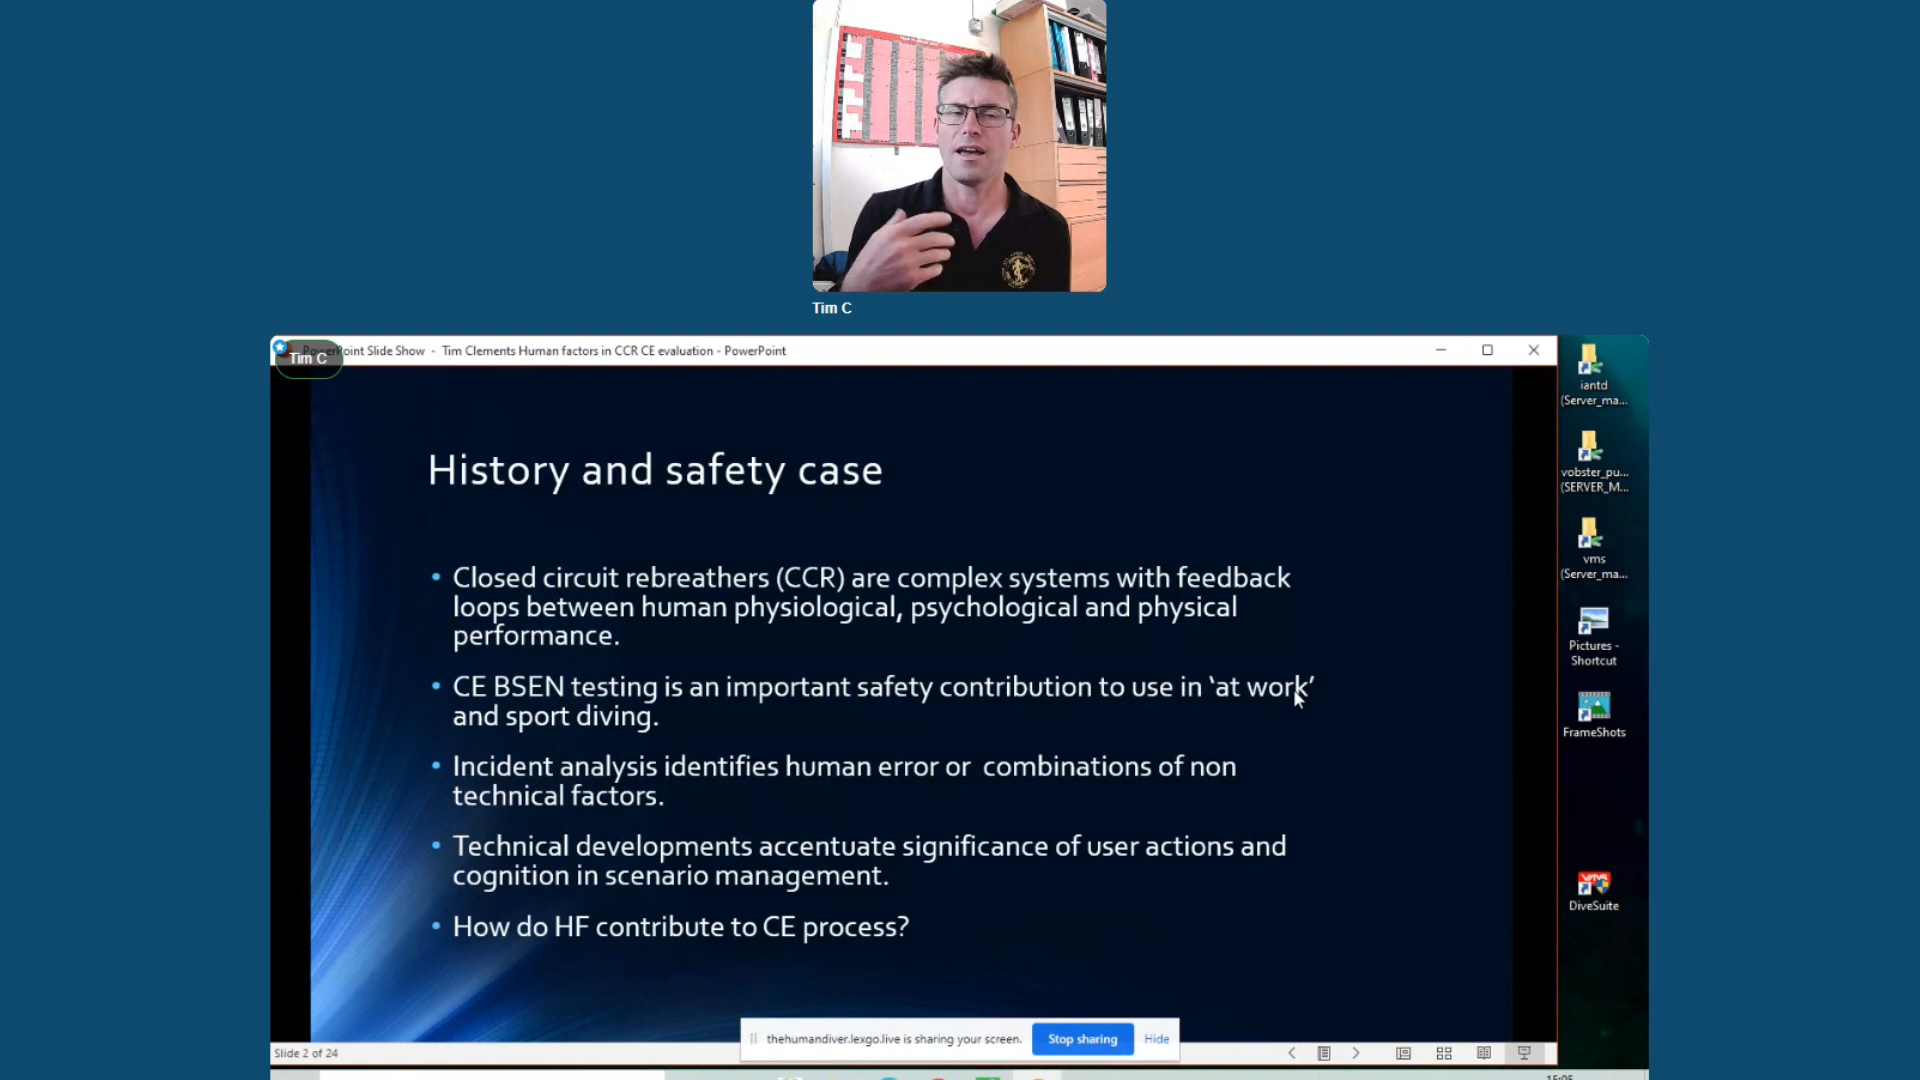 Tim C
Tim C
PowerPoint Slide Show - Tim Clements Human factors in CCR CE evaluation - PowerPoint
History and safety case
• Closed circuit rebreathers (CCR) are complex systems with feedback
loops between human physiological, psychological and physical
performance.
• CE BSEN testing is an important safety contribution to use in ‘at work’
and sport diving.
• Incident analysis identifies human error or combinations of non
technical factors.
• Technical developments accentuate significance of user actions and
cognition in scenario management.
• How do HF contribute to CE process?
iantd
(Server_ma...
vobster_pu...
(SERVER_M...
vms
(Server_ma...
Pictures -
Shortcut
FrameShots
DiveSuite
thehumandiver.lexgo.live is sharing your screen.
Stop sharing
Hide
Slide 2 of 24